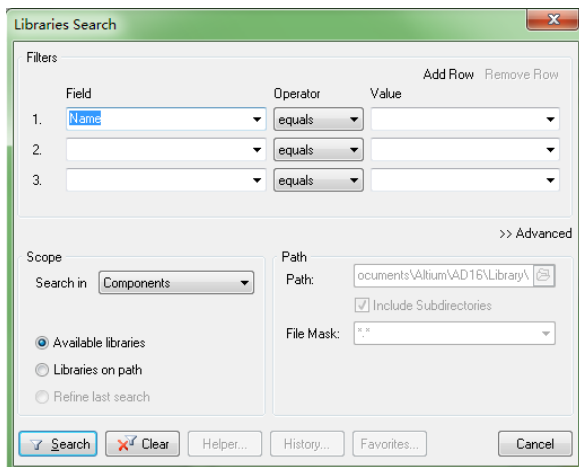 Libraries Search
Filters
Add Row Remove Row
Field Operator Value
1. Name equals
2. equals
3. equals
>> Advanced
Scope
Search in Components
Available libraries
Libraries on path
Refine last search
Path
Path: ocuments\Altium\AD16\Library\
Include Subdirectories
File Mask: *.*
Search Clear Helper... History... Favorites... Cancel